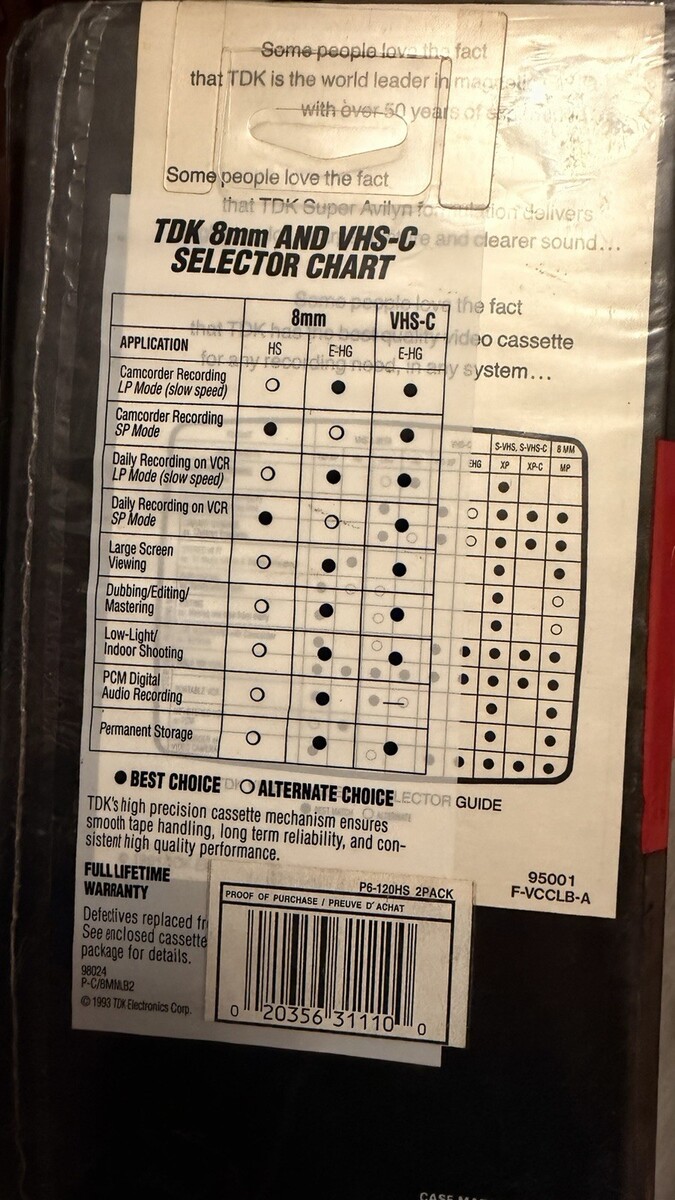 Some people love the fact
that TDK is the world leader in
with over 50 years of
Some people love the fact
that TDK Super Avilyn delivers
and clearer sound...
TDK 8mm AND VHS-C
SELECTOR CHART
Some people love the fact
that TDK has the best quality video cassette
for any recording need, in any system...
8mm VHS-C
APPLICATION HS E-HG E-HG
Camcorder Recording
LP Mode (slow speed)
Camcorder Recording
SP Mode
Daily Recording on VCR
LP Mode (slow speed)
Daily Recording on VCR
SP Mode
Large Screen
Viewing
Dubbing/Editing/
Mastering
Low-Light/
Indoor Shooting
PCM Digital
Audio Recording
Permanent Storage
S-VHS, S-VHS-C 8 MM
XP XP-C MP
● BEST CHOICE ○ ALTERNATE CHOICE
SELECTOR GUIDE
TDK's high precision cassette mechanism ensures
smooth tape handling, long term reliability, and con-
sistent high quality performance.
FULL LIFETIME
WARRANTY
Defectives replaced
See enclosed cassette
package for details.
98024
P-C/8MM.B2
© 1993 TDK Electronics Corp.
P6-120HS 2PACK
PROOF OF PURCHASE / PREUVE D'ACHAT
0 20356 31110 0
95001
F-VCCLB-A